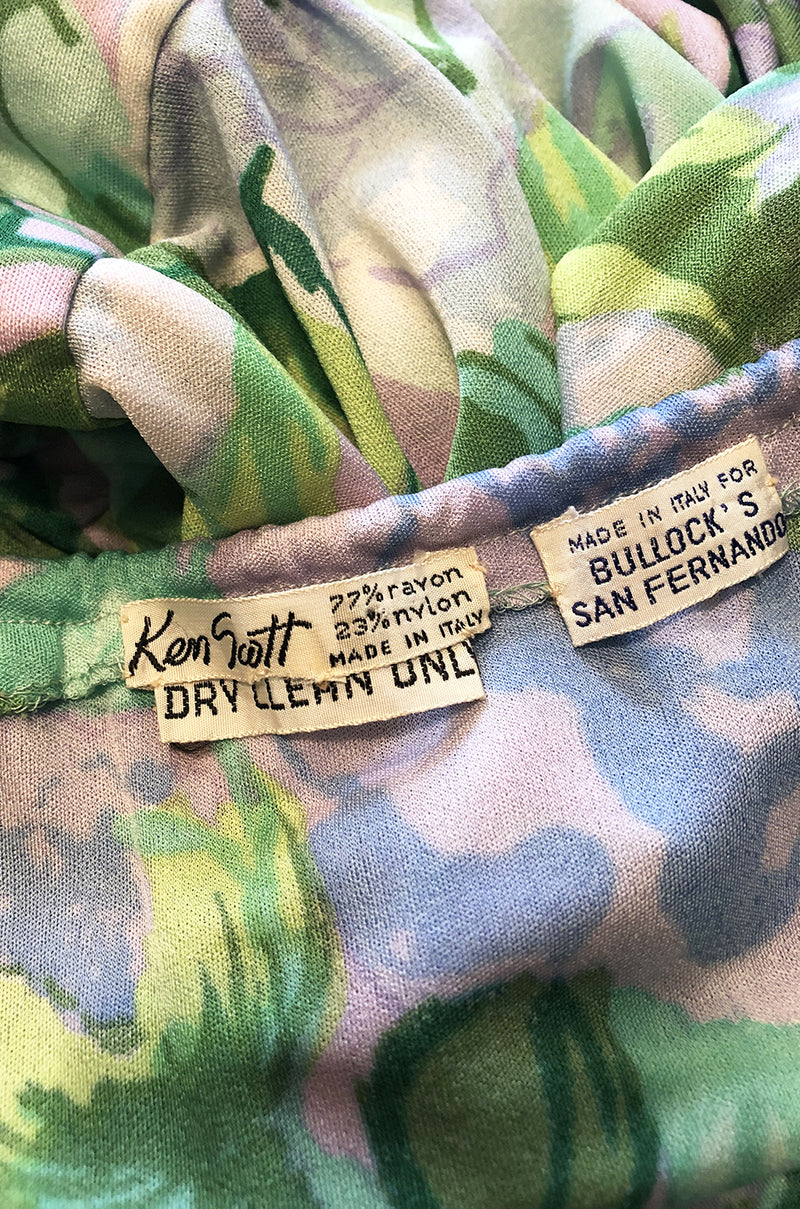 Ken Scott
77% rayon
23% nylon
MADE IN ITALY
DRY CLEAN ONLY
MADE IN ITALY FOR
BULLOCK'S
SAN FERNANDO